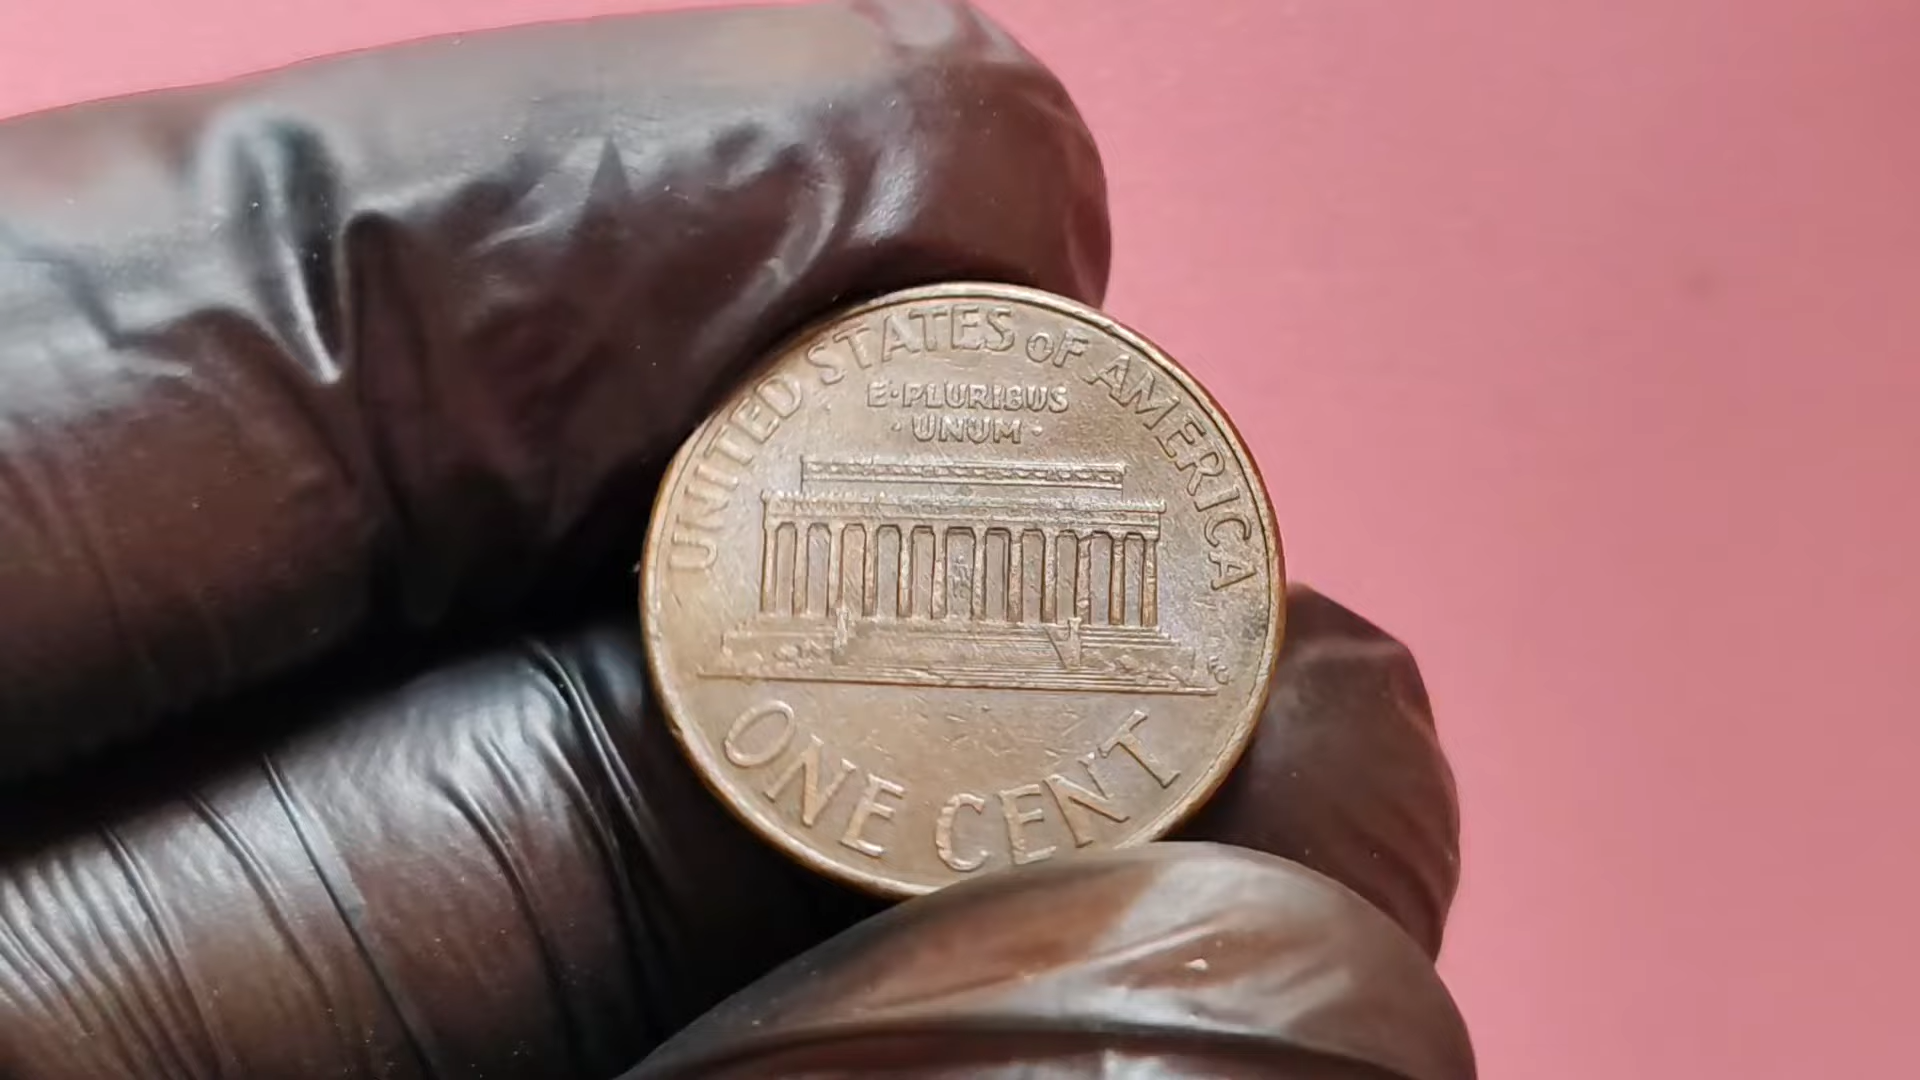 UNITED STATES OF AMERICA
E·PLURIBUS
·UNUM·
ONE CENT